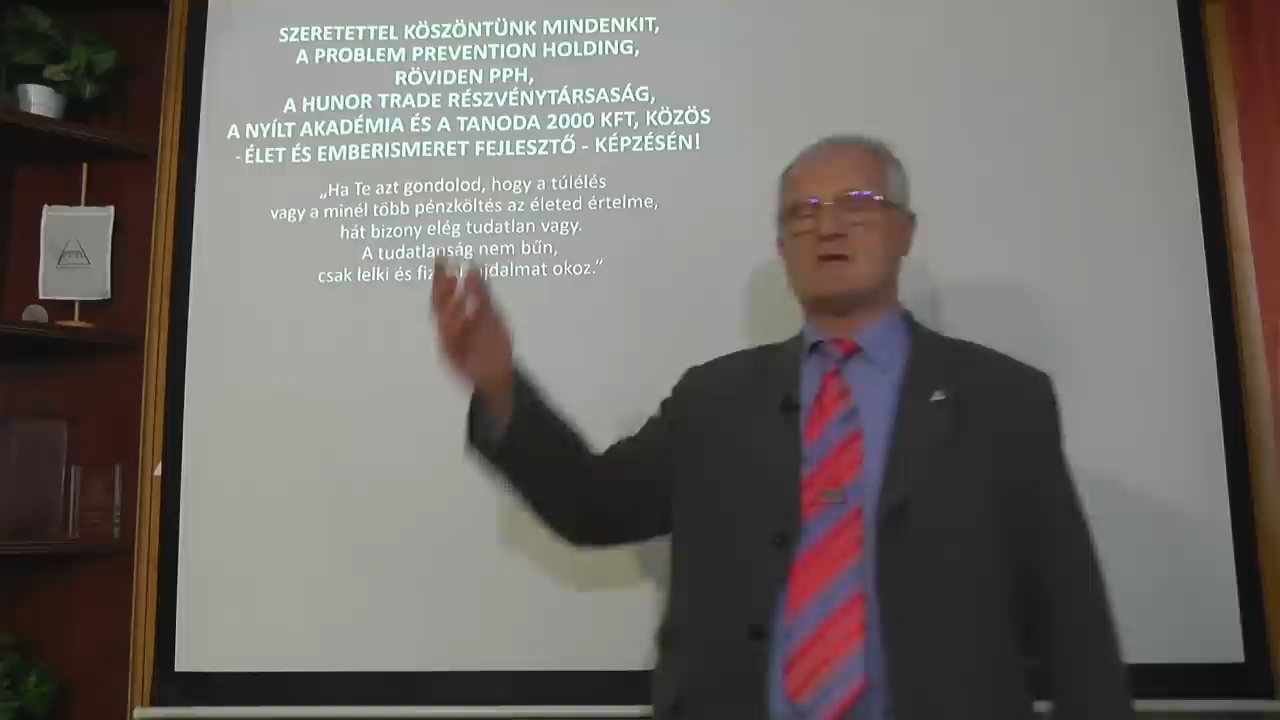 SZERETETTEL KÖSZÖNTÜNK MINDENKIT,
A PROBLEM PREVENTION HOLDING,
RÖVIDEN PPH,
A HUNOR TRADE RÉSZVÉNYTÁRSASÁG,
A NYÍLT AKADÉMIA ÉS A TANODA 2000 KFT, KÖZÖS
- ÉLET ÉS EMBERISMERET FEJLESZTŐ - KÉPZÉSÉN!
„Ha Te azt gondolod, hogy a túlélés
vagy a minél több pénzköltés az életed értelme,
hát bizony elég tudatlan vagy.
A tudatlanság nem bűn,
csak lelki és okoz.”